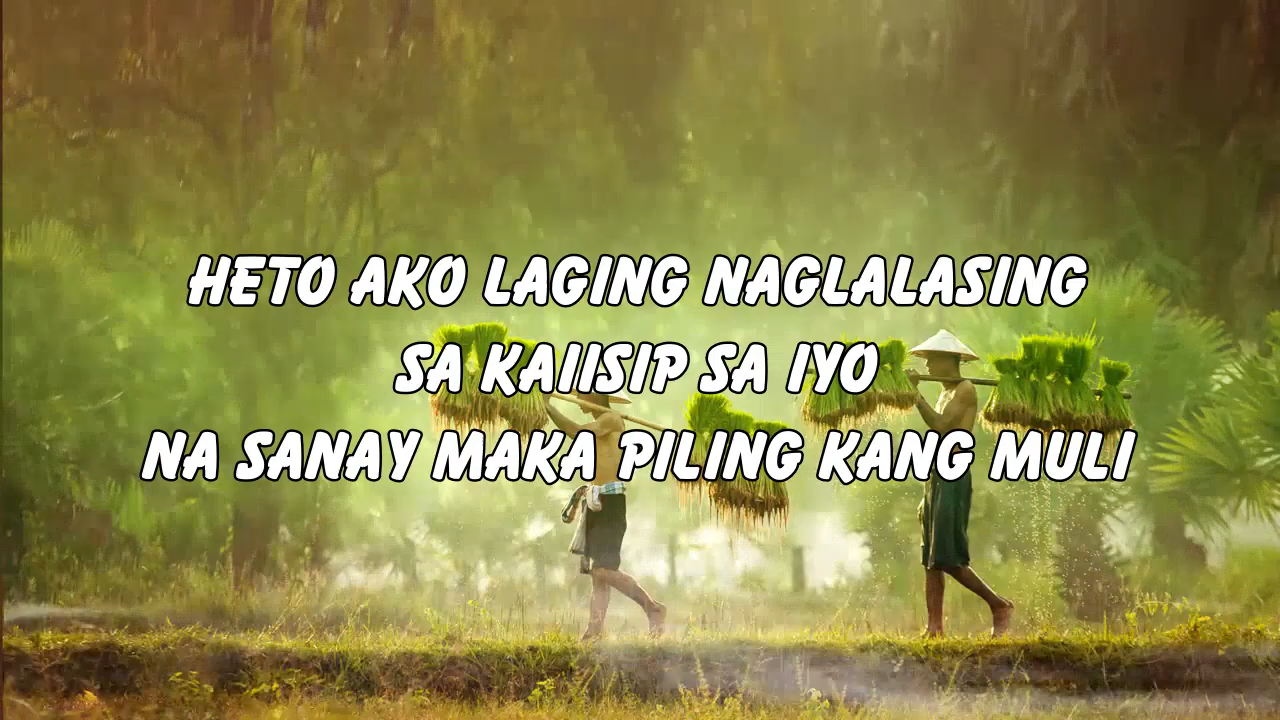 HETO AKO LAGING NAGLALASING
SA KAIISIP SA IYO
NA SANAY MAKA PILING KANG MULI